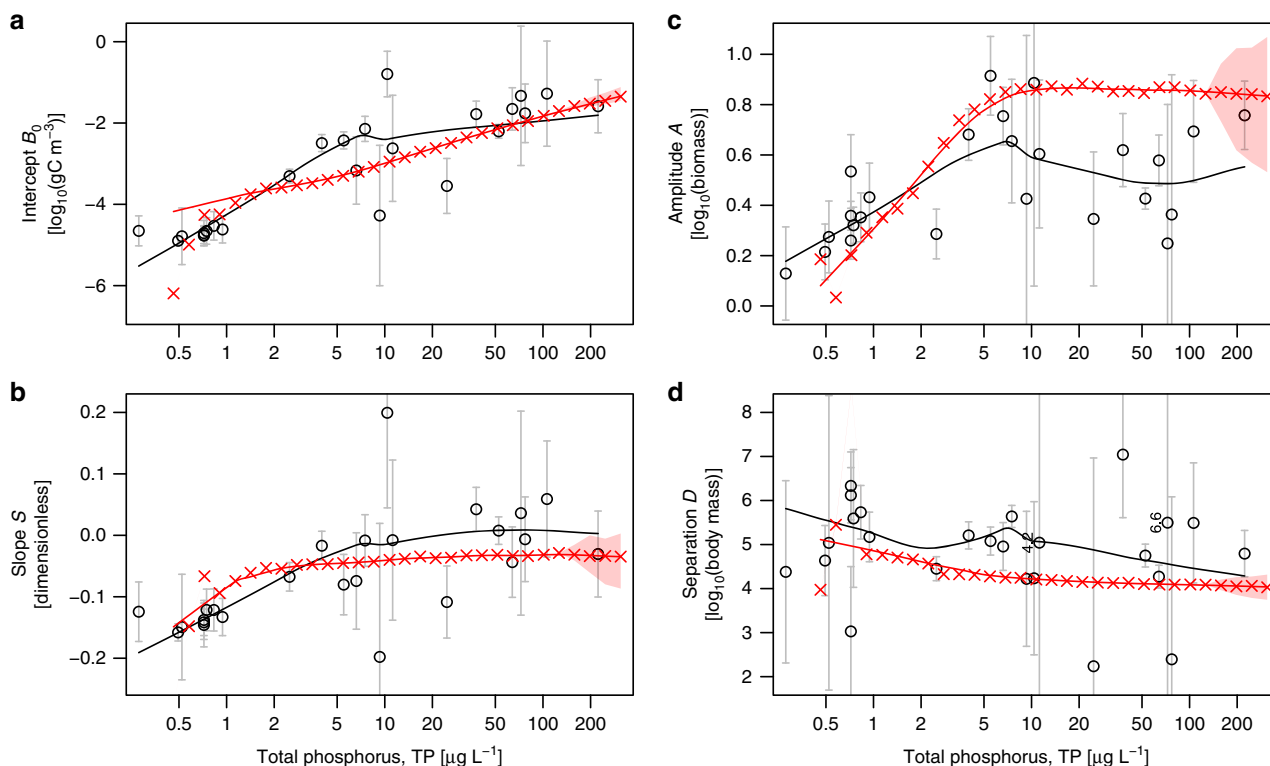 a
Intercept B0
[log10(gC m−3)]
0
−2
−4
−6
0.5 1 2 5 10 20 50 100 200
b
Slope S
[dimensionless]
0.2
0.1
0.0
−0.1
−0.2
0.5 1 2 5 10 20 50 100 200
Total phosphorus, TP [μg L−1]
c
Amplitude A
[log10(biomass)]
1.0
0.8
0.6
0.4
0.2
0.0
0.5 1 2 5 10 20 50 100 200
d
Separation D
[log10(body mass)]
8
7
6
5
4
3
2
4.2
6.6
0.5 1 2 5 10 20 50 100 200
Total phosphorus, TP [μg L−1]